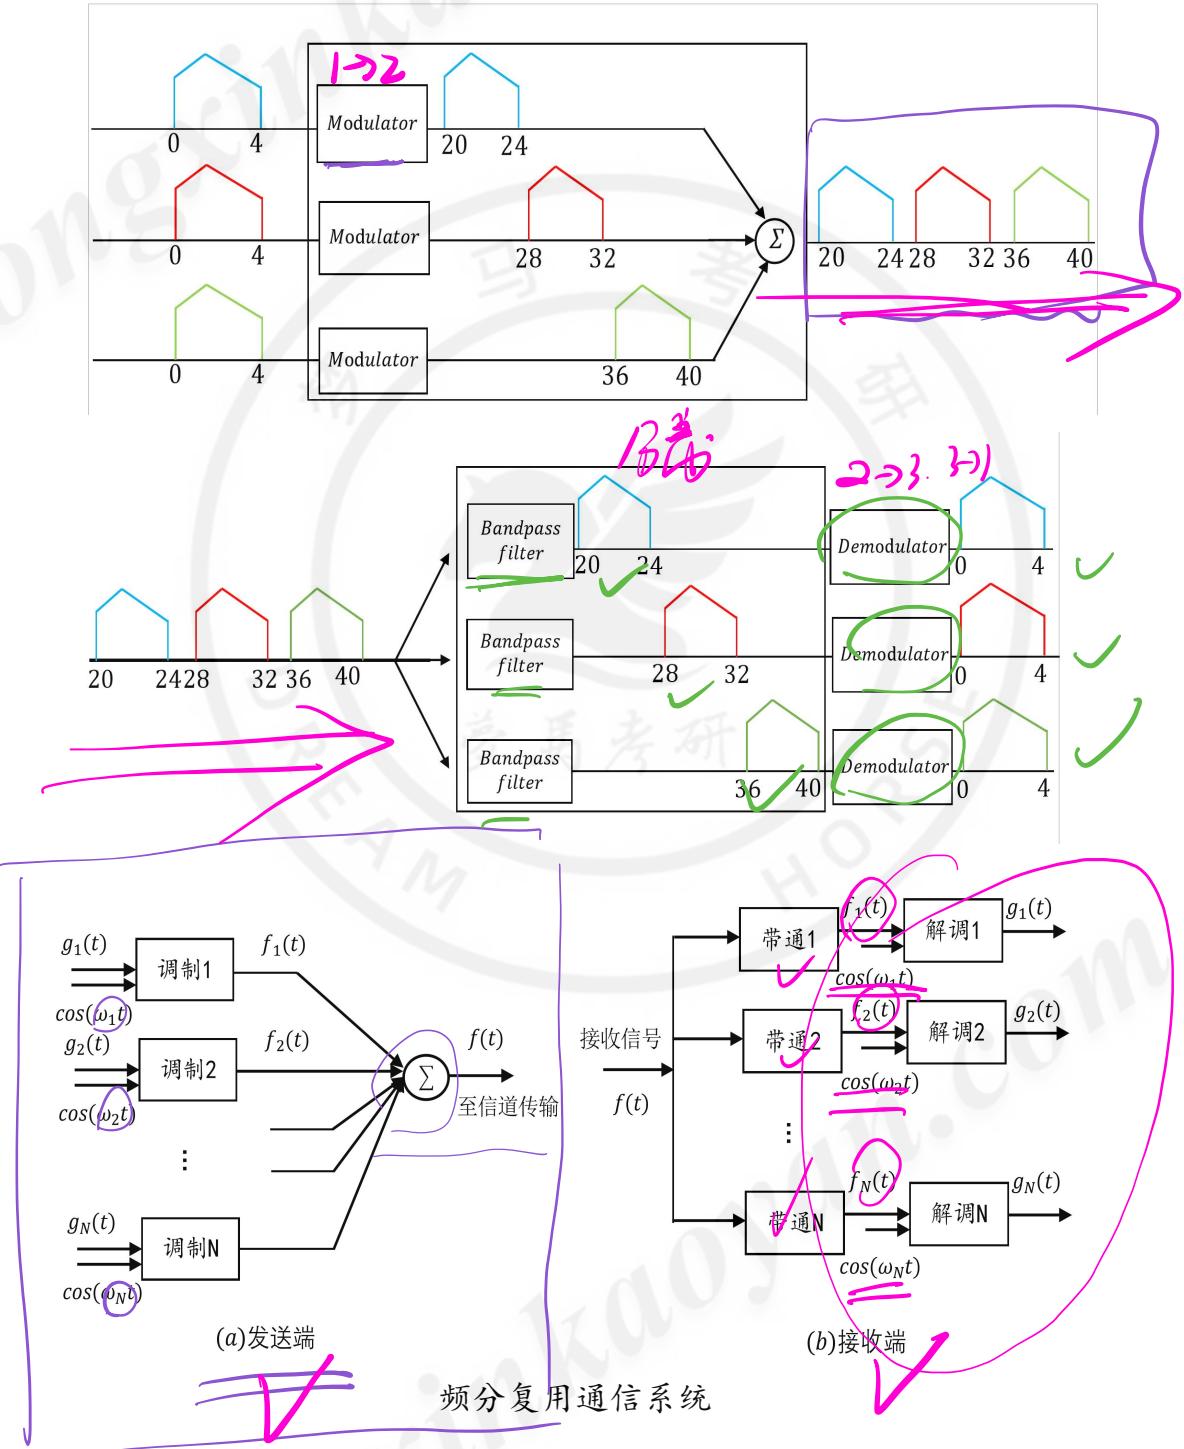 1→2
Modulator
0 4
20 24
Modulator
0 4
28 32
Σ
20 24 28 32 36 40
Modulator
0 4
36 40
2→3. 3→1
Bandpass
filter
20 24
Demodulator
0 4
20 24 28 32 36 40
Bandpass
filter
28 32
Demodulator
0 4
Bandpass
filter
36 40
Demodulator
0 4
g₁(t)
调制1
f₁(t)
cos(ω₁t)
g₂(t)
调制2
f₂(t)
cos(ω₂t)
Σ
f(t)
至信道传输
⋮
g_N(t)
调制N
cos(ω_Nt)
(a)发送端
接收信号
f(t)
带通1
f₁(t)
解调1
g₁(t)
cos(ω₁t)
带通2
f₂(t)
解调2
g₂(t)
cos(ω₂t)
⋮
带通N
f_N(t)
解调N
g_N(t)
cos(ω_Nt)
(b)接收端
频分复用通信系统